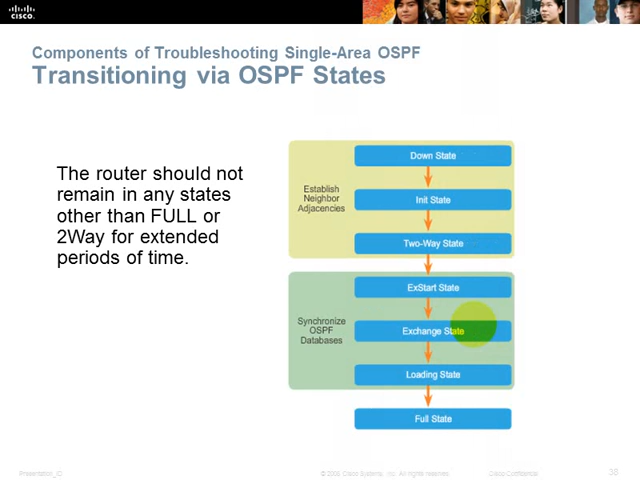 CISCO
Components of Troubleshooting Single-Area OSPF
Transitioning via OSPF States
The router should not
remain in any states
other than FULL or
2Way for extended
periods of time.
Establish
Neighbor
Adjacencies
Down State
Init State
Two-Way State
Synchronize
OSPF
Databases
ExStart State
Exchange State
Loading State
Full State
Presentation_ID
© 2008 Cisco Systems, Inc. All rights reserved.
Cisco Confidential
38